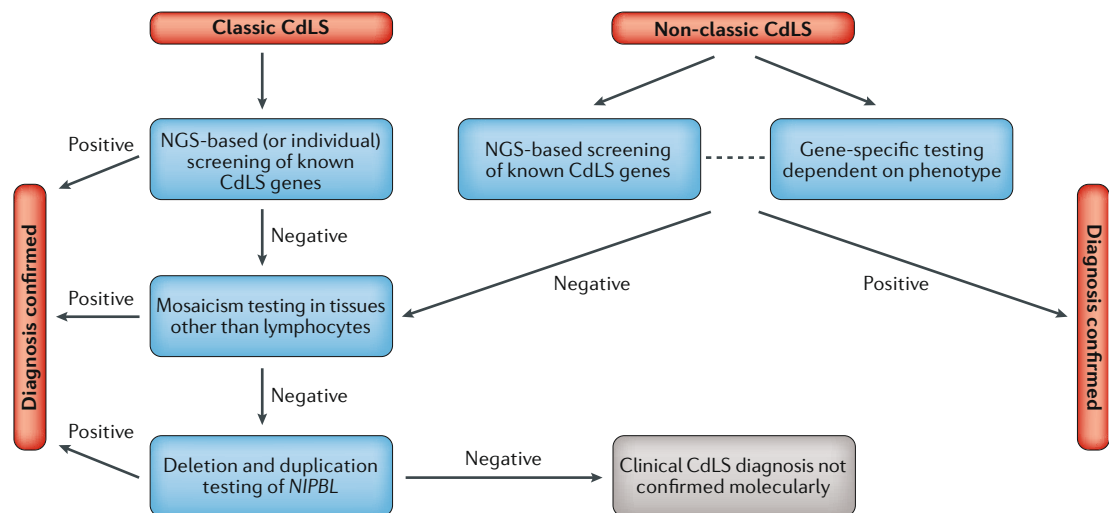 Classic CdLS
Non-classic CdLS
Positive
NGS-based (or individual)
screening of known
CdLS genes
NGS-based screening
of known CdLS genes
Gene-specific testing
dependent on phenotype
Diagnosis confirmed
Negative
Negative
Positive
Diagnosis confirmed
Positive
Mosaicism testing in tissues
other than lymphocytes
Negative
Positive
Deletion and duplication
testing of NIPBL
Negative
Clinical CdLS diagnosis not
confirmed molecularly